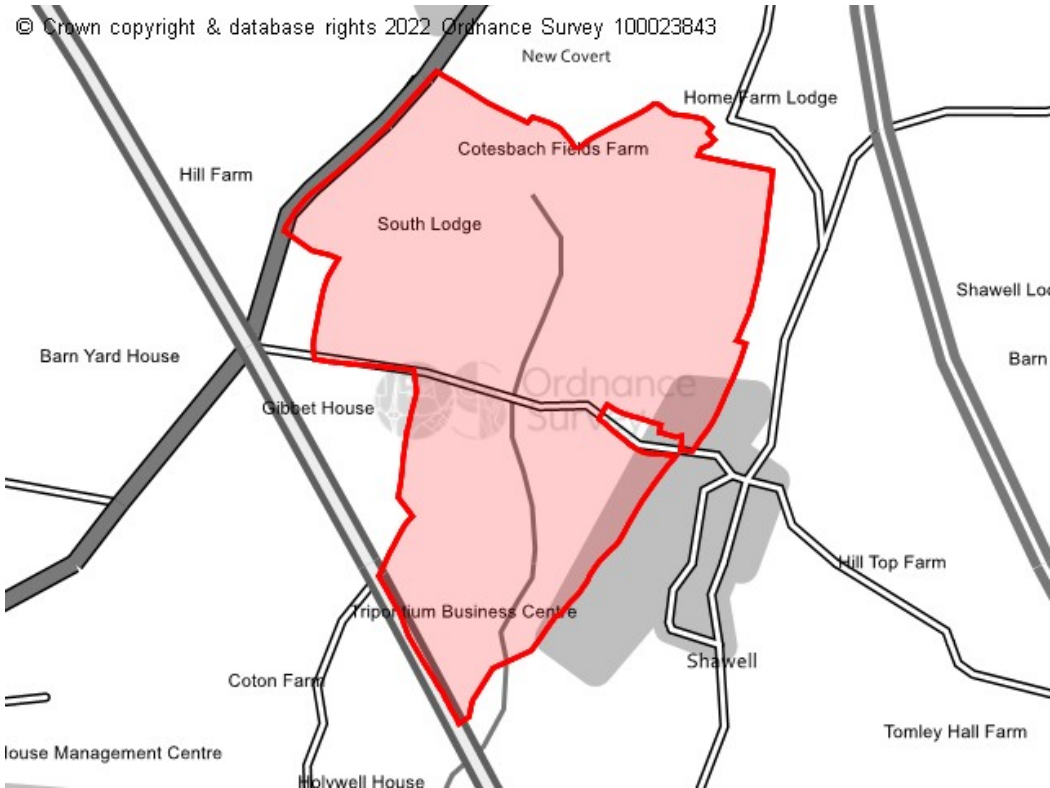 © Crown copyright & database rights 2022 Ordnance Survey 100023843
New Covert
Home Farm Lodge
Cotesbach Fields Farm
Hill Farm
South Lodge
Shawell Loc
Barn Yard House
Barn
Ordnance
Survey
Gibbet House
Hill Top Farm
Tripontium Business Centre
Shawell
Coton Farm
Tomley Hall Farm
House Management Centre
Holywell House